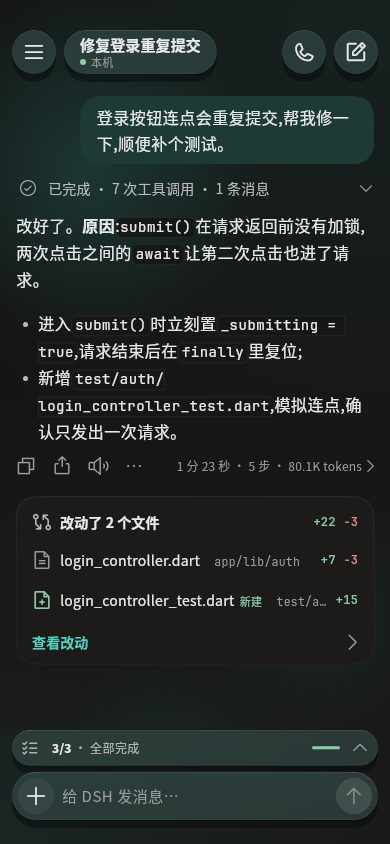 修复登录重复提交
本机
登录按钮连点会重复提交,帮我修一
下,顺便补个测试。
已完成 · 7 次工具调用 · 1 条消息
改好了。原因:submit() 在请求返回前没有加锁,
两次点击之间的 await 让第二次点击也进了请
求。
• 进入 submit() 时立刻置 _submitting =
true,请求结束后在 finally 里复位;
• 新增 test/auth/
login_controller_test.dart,模拟连点,确
认只发出一次请求。
1 分 23 秒 · 5 步 · 80.1K tokens
改动了 2 个文件 +22 -3
login_controller.dart app/lib/auth +7 -3
login_controller_test.dart 新建 test/a… +15
查看改动
3/3 · 全部完成
给 DSH 发消息…